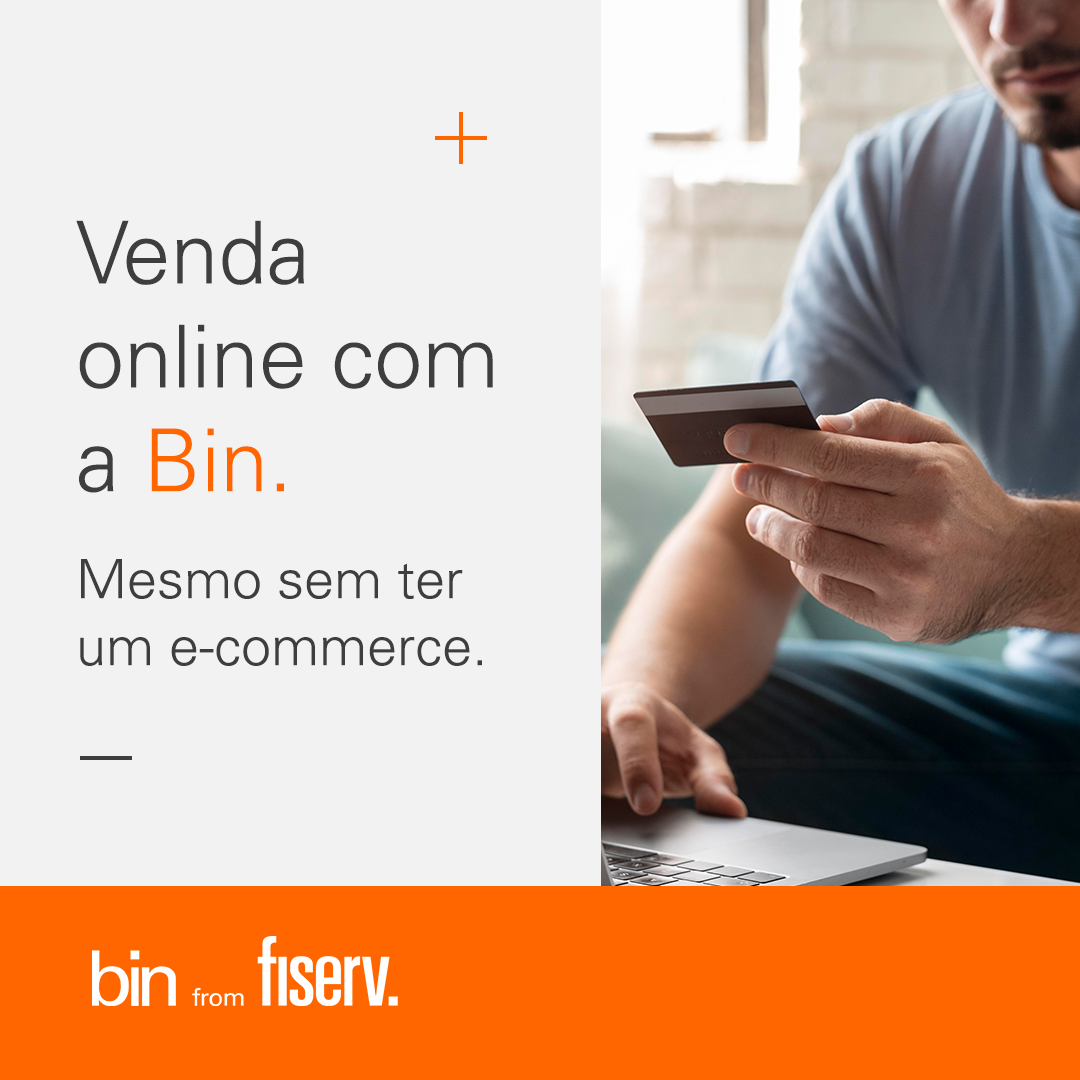 Venda
online com
a Bin.
Mesmo sem ter
um e-commerce.
bin from fiserv.